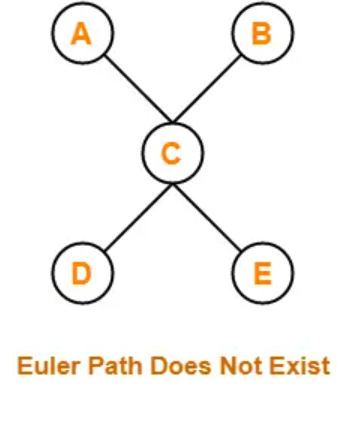 A B
C
D E
Euler Path Does Not Exist